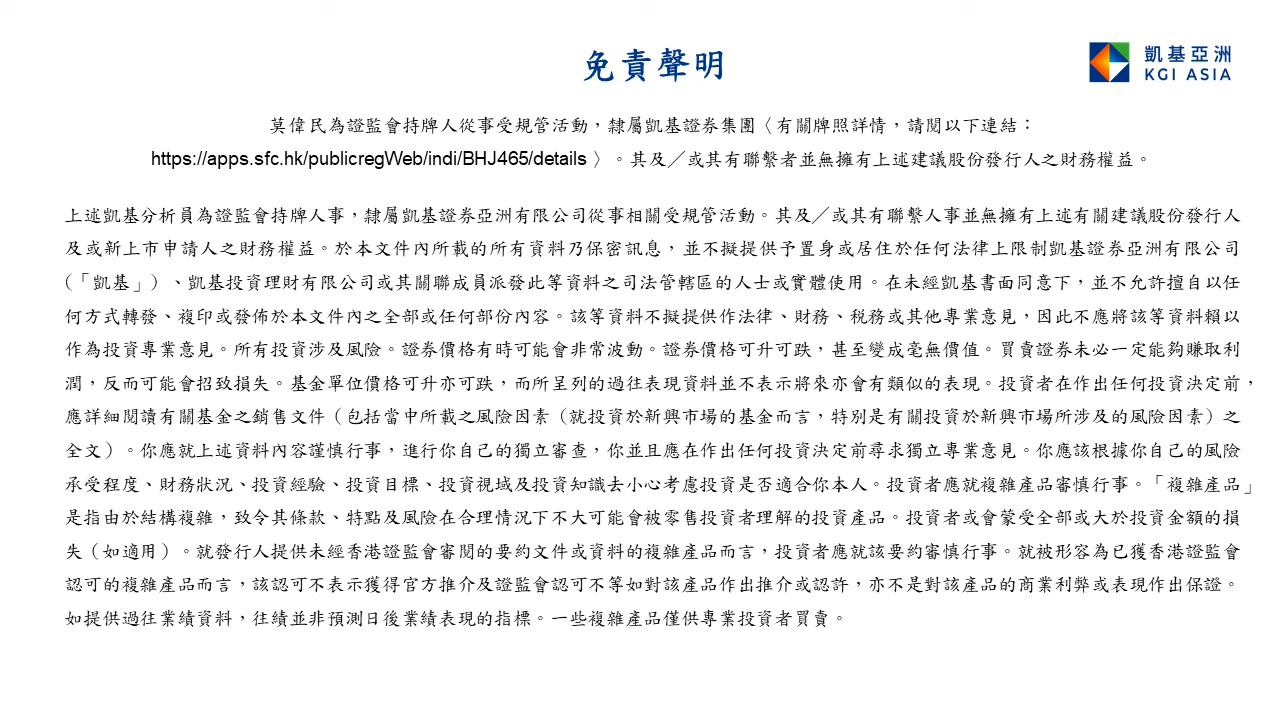 免責聲明
凱基亞洲
KGI ASIA
莫偉民為證監會持牌人從事受規管活動，隸屬凱基證券集團〈有關牌照詳情，請閱以下連結：
https://apps.sfc.hk/publicregWeb/indi/BHJ465/details 〉。其及／或其有聯繫者並無擁有上述建議股份發行人之財務權益。
上述凱基分析員為證監會持牌人事，隸屬凱基證券亞洲有限公司從事相關受規管活動。其及／或其有聯繫人事並無擁有上述有關建議股份發行人
及或新上市申請人之財務權益。於本文件內所載的所有資料乃保密訊息，並不擬提供予置身或居住於任何法律上限制凱基證券亞洲有限公司
(「凱基」）、凱基投資理財有限公司或其關聯成員派發此等資料之司法管轄區的人士或實體使用。在未經凱基書面同意下，並不允許擅自以任
何方式轉發、複印或發佈於本文件內之全部或任何部份內容。該等資料不擬提供作法律、財務、稅務或其他專業意見，因此不應將該等資料賴以
作為投資專業意見。所有投資涉及風險。證券價格有時可能會非常波動。證券價格可升可跌，甚至變成毫無價值。買賣證券未必一定能夠賺取利
潤，反而可能會招致損失。基金單位價格可升亦可跌，而所呈列的過往表現資料並不表示將來亦會有類似的表現。投資者在作出任何投資決定前，
應詳細閱讀有關基金之銷售文件（包括當中所載之風險因素（就投資於新興市場的基金而言，特別是有關投資於新興市場所涉及的風險因素）之
全文）。你應就上述資料內容謹慎行事，進行你自己的獨立審查，你並且應在作出任何投資決定前尋求獨立專業意見。你應該根據你自己的風險
承受程度、財務狀況、投資經驗、投資目標、投資視域及投資知識去小心考慮投資是否適合你本人。投資者應就複雜產品審慎行事。「複雜產品」
是指由於結構複雜，致令其條款、特點及風險在合理情況下不大可能會被零售投資者理解的投資產品。投資者或會蒙受全部或大於投資金額的損
失（如適用）。就發行人提供未經香港證監會審閱的要約文件或資料的複雜產品而言，投資者應就該要約審慎行事。就被形容為已獲香港證監會
認可的複雜產品而言，該認可不表示獲得官方推介及證監會認可不等如對該產品作出推介或認許，亦不是對該產品的商業利弊或表現作出保證。
如提供過往業績資料，往績並非預測日後業績表現的指標。一些複雜產品僅供專業投資者買賣。